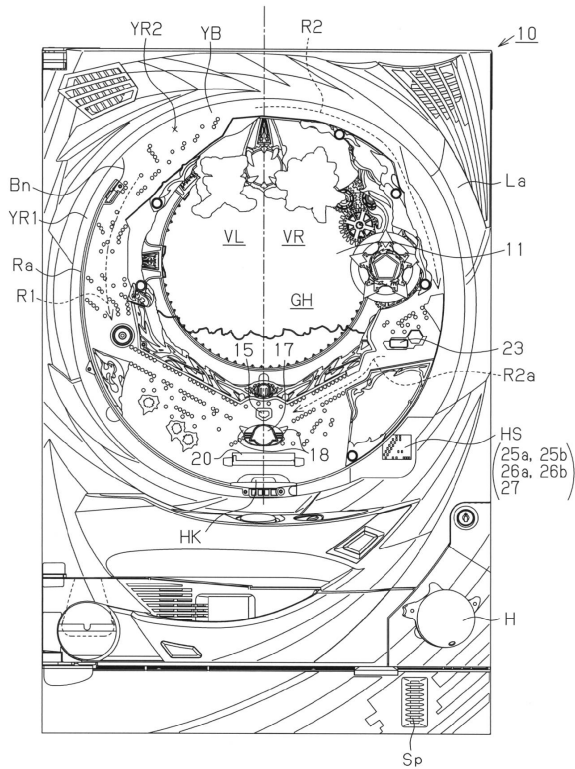 YR2
YB
R2
10
Bn
YR1
Ra
R1
La
VL
VR
11
GH
15
17
23
R2a
HS
(25a, 25b
26a, 26b
27)
20
18
HK
H
Sp